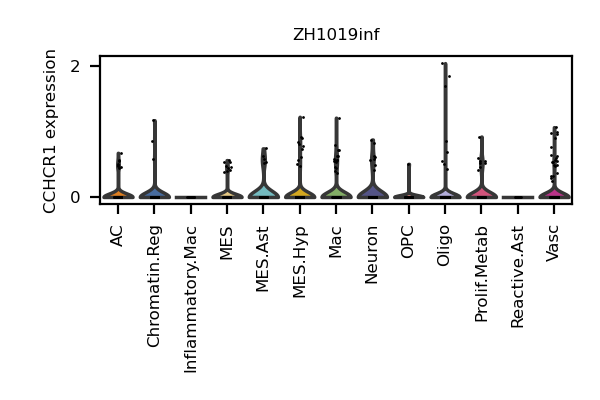 ZH1019inf
CCHCR1 expression
2
0
AC
Chromatin.Reg
Inflammatory.Mac
MES
MES.Ast
MES.Hyp
Mac
Neuron
OPC
Oligo
Prolif.Metab
Reactive.Ast
Vasc